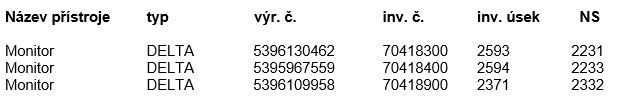 Název přístroje typ výr. č. inv. č. inv. úsek NS
Monitor DELTA 5396130462 70418300 2593 2231
Monitor DELTA 5395967559 70418400 2594 2233
Monitor DELTA 5396109958 70418900 2371 2332